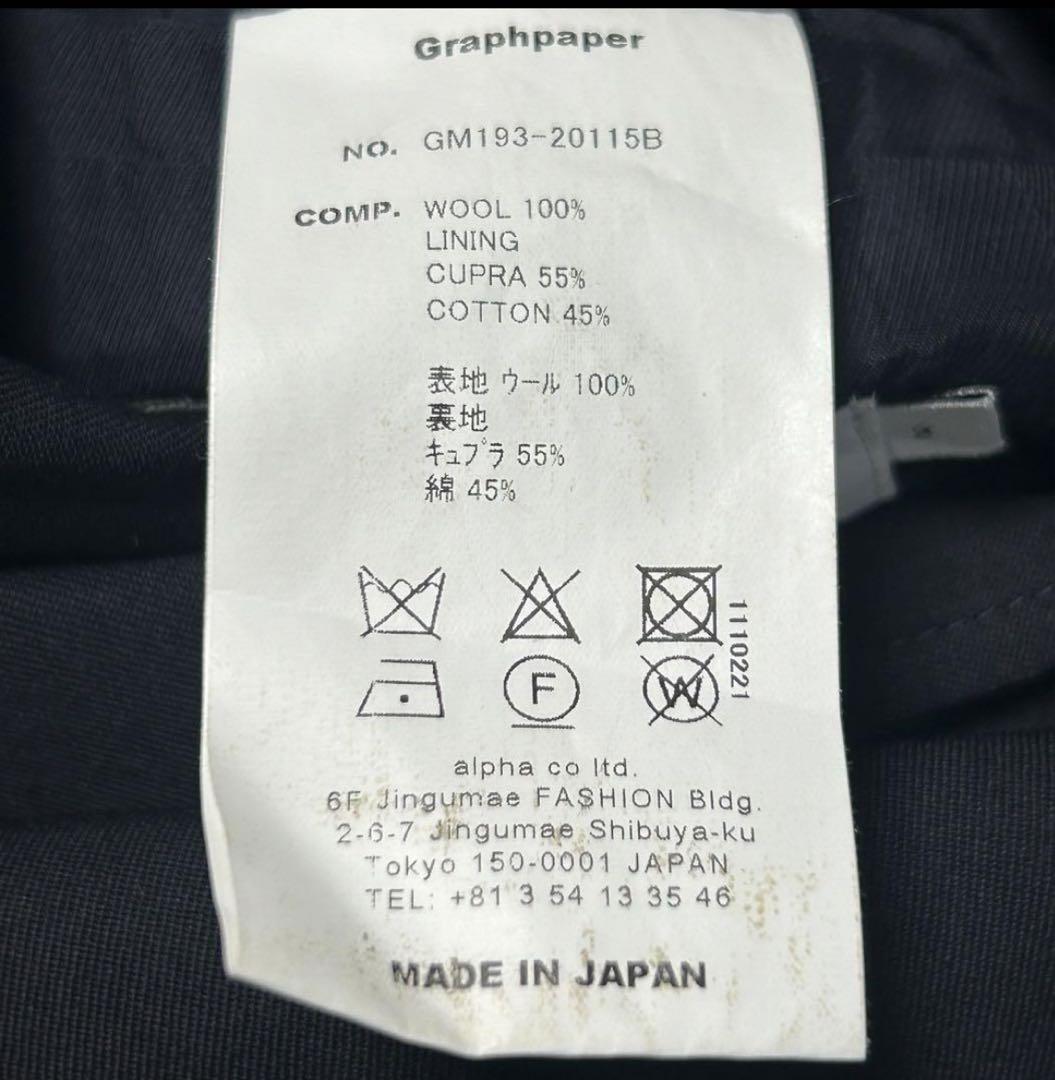 Graphpaper
NO. GM193-20115B
COMP. WOOL 100%
LINING
CUPRA 55%
COTTON 45%
表地 ウール 100%
裏地
キュプラ 55%
綿 45%
1110221
F
W
alpha co ltd.
6F Jingumae FASHION Bldg.
2-6-7 Jingumae Shibuya-ku
Tokyo 150-0001 JAPAN
TEL: +81 3 54 13 35 46
MADE IN JAPAN